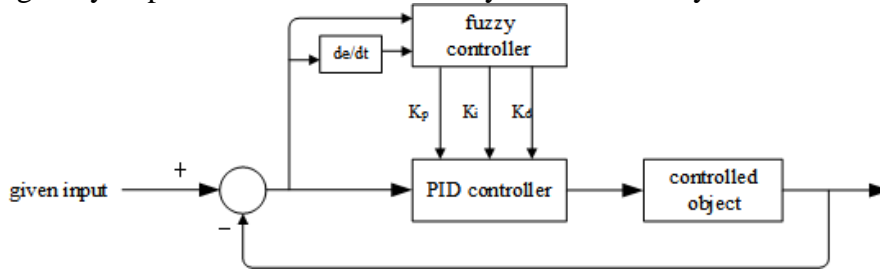 fuzzy
controller
de/dt
Kp
Ki
Kd
+
given input
PID controller
controlled
object
−